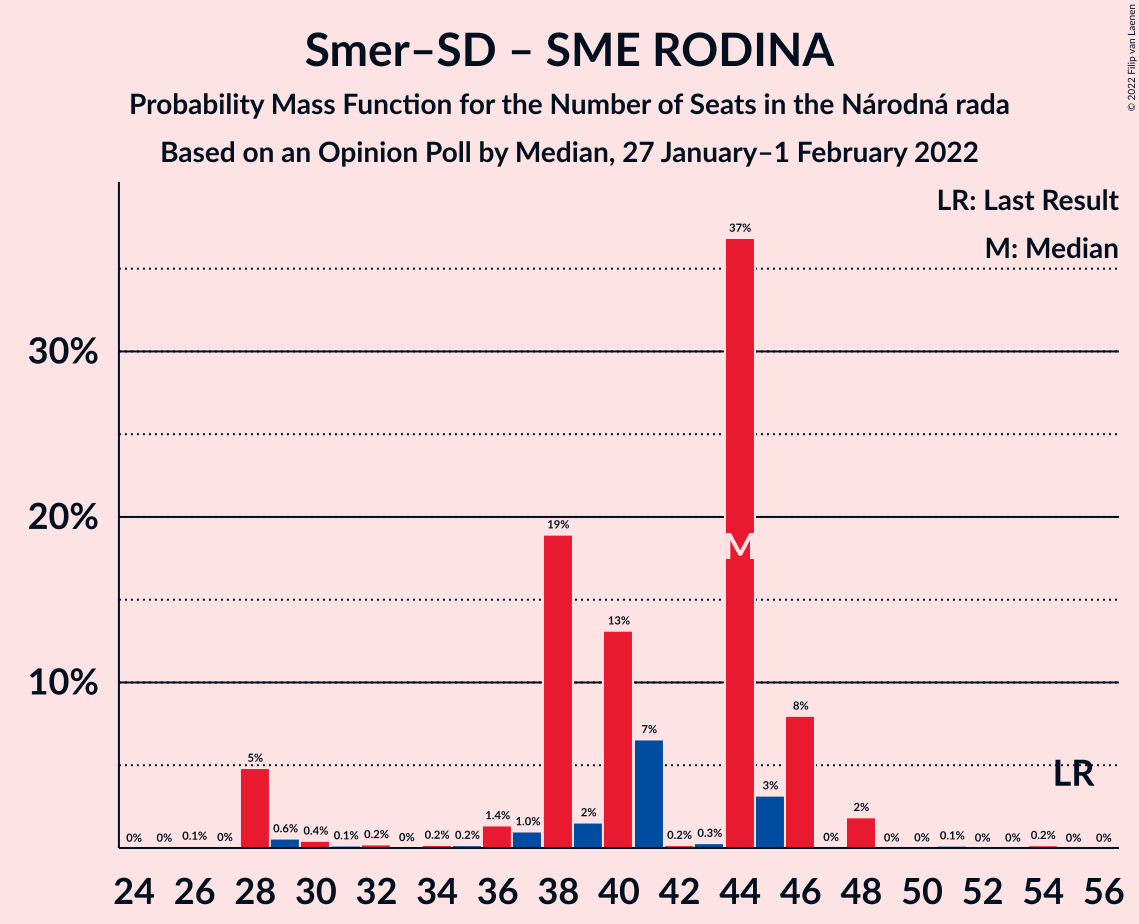 Smer–SD – SME RODINA
Probability Mass Function for the Number of Seats in the Národná rada
Based on an Opinion Poll by Median, 27 January–1 February 2022
© 2022 Filip van Laenen
LR: Last Result
M: Median
30%
20%
10%
0% 0% 0.1% 0% 5% 0.6% 0.4% 0.1% 0.2% 0% 0.2% 0.2% 1.4% 1.0% 19% 2% 13% 7% 0.2% 0.3% 37% 3% 8% 0% 2% 0% 0% 0.1% 0% 0% 0.2% 0% 0%
M
LR
24 26 28 30 32 34 36 38 40 42 44 46 48 50 52 54 56